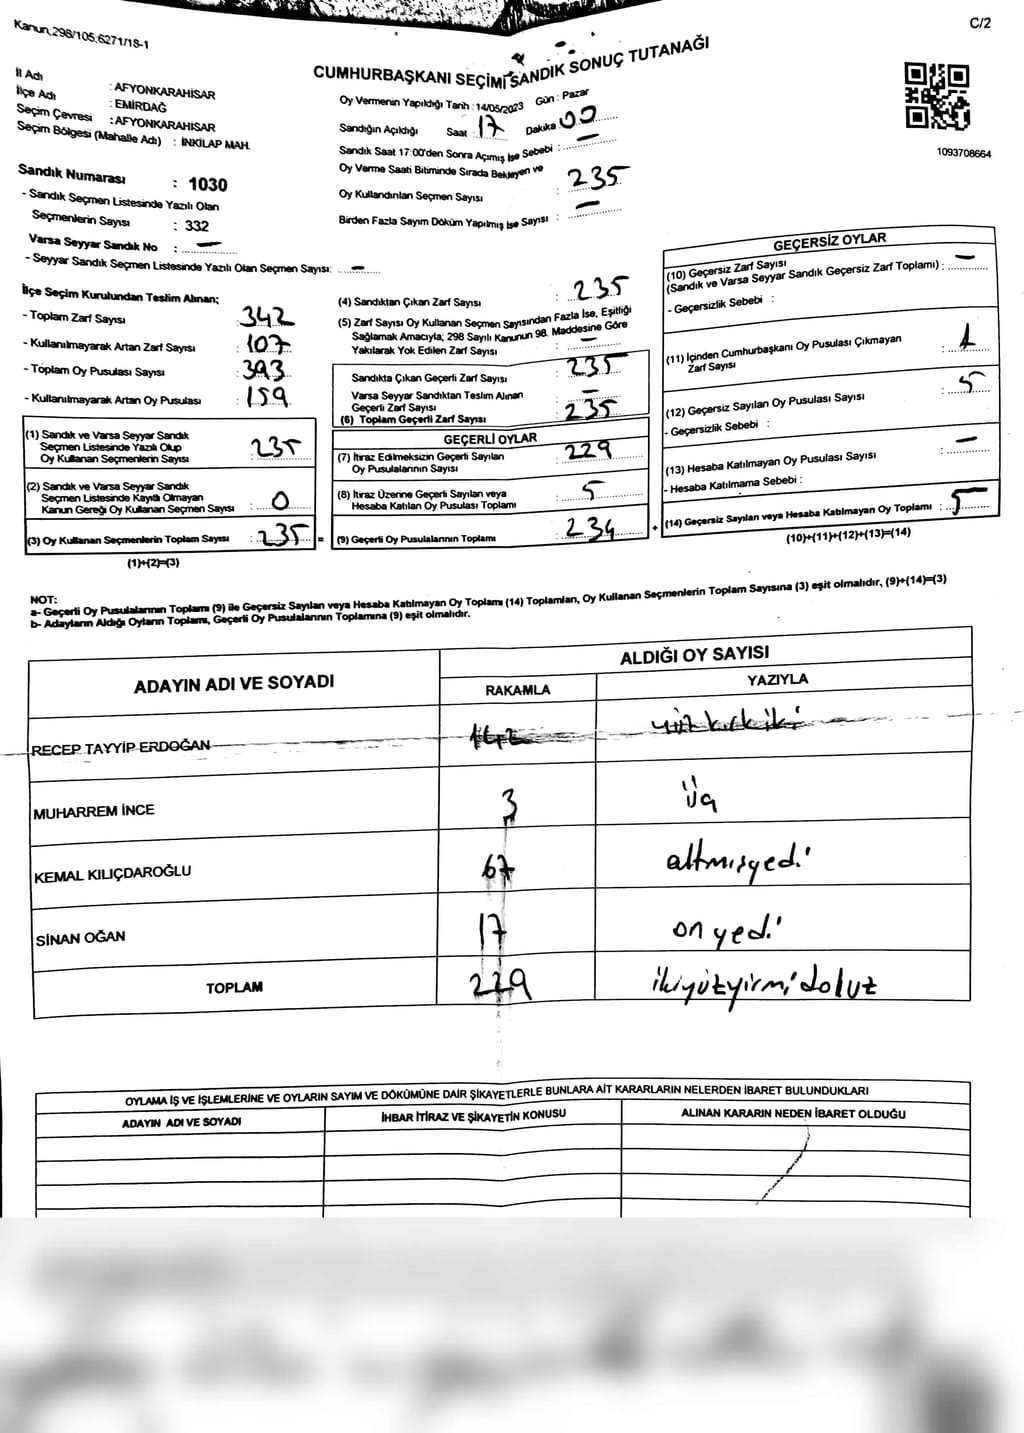 Kanun,298/105,6271/18-1
C/2
CUMHURBAŞKANI SEÇİMİ SANDIK SONUÇ TUTANAĞI
İl Adı : AFYONKARAHİSAR
İlçe Adı : EMİRDAĞ
Seçim Çevresi : AFYONKARAHİSAR
Seçim Bölgesi (Mahalle Adı) : İNKILAP MAH.
Sandık Numarası : 1030
- Sandık Seçmen Listesinde Yazılı Olan
Seçmenlerin Sayısı : 332
Varsa Seyyar Sandık No : —
- Seyyar Sandık Seçmen Listesinde Yazılı Olan Seçmen Sayısı: —
Oy Vermenin Yapıldığı Tarih : 14/05/2023 Gün : Pazar
Sandığın Açıldığı Saat : 17 Dakika 00
Sandık Saat 17:00'den Sonra Açımış İse Sebebi : —
Oy Verme Saati Bitiminde Sırada Bekleyen ve
Oy Kullandırılan Seçmen Sayısı : 235
Birden Fazla Sayım Döküm Yapılmış İse Sayısı : —
1093708664
İlçe Seçim Kurulundan Teslim Alınan;
- Toplam Zarf Sayısı : 342
- Kullanılmayarak Artan Zarf Sayısı : 107
- Toplam Oy Pusulası Sayısı : 393
- Kullanılmayarak Artan Oy Pusulası : 159
(1) Sandık ve Varsa Seyyar Sandık
Seçmen Listesinde Yazılı Olup
Oy Kullanan Seçmenlerin Sayısı : 235
(2) Sandık ve Varsa Seyyar Sandık
Seçmen Listesinde Kayıtlı Olmayan
Kanun Gereği Oy Kullanan Seçmen Sayısı : 0
(3) Oy Kullanan Seçmenlerin Toplam Sayısı : 235 =
(1)+(2)=(3)
(4) Sandıktan Çıkan Zarf Sayısı : 235
(5) Zarf Sayısı Oy Kullanan Seçmen Sayısından Fazla İse, Eşitliği
Sağlamak Amacıyla; 298 Sayılı Kanunun 98. Maddesine Göre
Yakılarak Yok Edilen Zarf Sayısı : —
Sandıkta Çıkan Geçerli Zarf Sayısı : 235
Varsa Seyyar Sandıktan Teslim Alınan
Geçerli Zarf Sayısı : —
(6) Toplam Geçerli Zarf Sayısı : 235
GEÇERLİ OYLAR
(7) İtiraz Edilmeksizin Geçerli Sayılan
Oy Pusulalarının Sayısı : 229
(8) İtiraz Üzerine Geçerli Sayılan veya
Hesaba Katılan Oy Pusulası Toplamı : 5
(9) Geçerli Oy Pusulalarının Toplamı : 234 +
GEÇERSİZ OYLAR
(10) Geçersiz Zarf Sayısı
(Sandık ve Varsa Seyyar Sandık Geçersiz Zarf Toplamı) : —
- Geçersizlik Sebebi :
(11) İçinden Cumhurbaşkanı Oy Pusulası Çıkmayan
Zarf Sayısı : 1
(12) Geçersiz Sayılan Oy Pusulası Sayısı : 5
- Geçersizlik Sebebi :
(13) Hesaba Katılmayan Oy Pusulası Sayısı : —
- Hesaba Katılmama Sebebi :
(14) Geçersiz Sayılan veya Hesaba Katılmayan Oy Toplamı : 5
(10)+(11)+(12)+(13)=(14)
NOT:
a- Geçerli Oy Pusulalarının Toplamı (9) ile Geçersiz Sayılan veya Hesaba Katılmayan Oy Toplamı (14) Toplamları, Oy Kullanan Seçmenlerin Toplam Sayısına (3) eşit olmalıdır, (9)+(14)=(3)
b- Adayların Aldığı Oyların Toplamı, Geçerli Oy Pusulalarının Toplamına (9) eşit olmalıdır.
ADAYIN ADI VE SOYADI
ALDIĞI OY SAYISI
RAKAMLA YAZIYLA
RECEP TAYYİP ERDOĞAN 142 yüz kırk iki
MUHARREM İNCE 3 üç
KEMAL KILIÇDAROĞLU 67 altmışyedi
SİNAN OĞAN 17 onyedi
TOPLAM 229 ikiyüzyirmidokuz
OYLAMA İŞ VE İŞLEMLERİNE VE OYLARIN SAYIM VE DÖKÜMÜNE DAİR ŞİKAYETLERLE BUNLARA AİT KARARLARIN NELERDEN İBARET BULUNDUKLARI
ADAYIN ADI VE SOYADI İHBAR İTİRAZ VE ŞİKAYETİN KONUSU ALINAN KARARIN NEDEN İBARET OLDUĞU